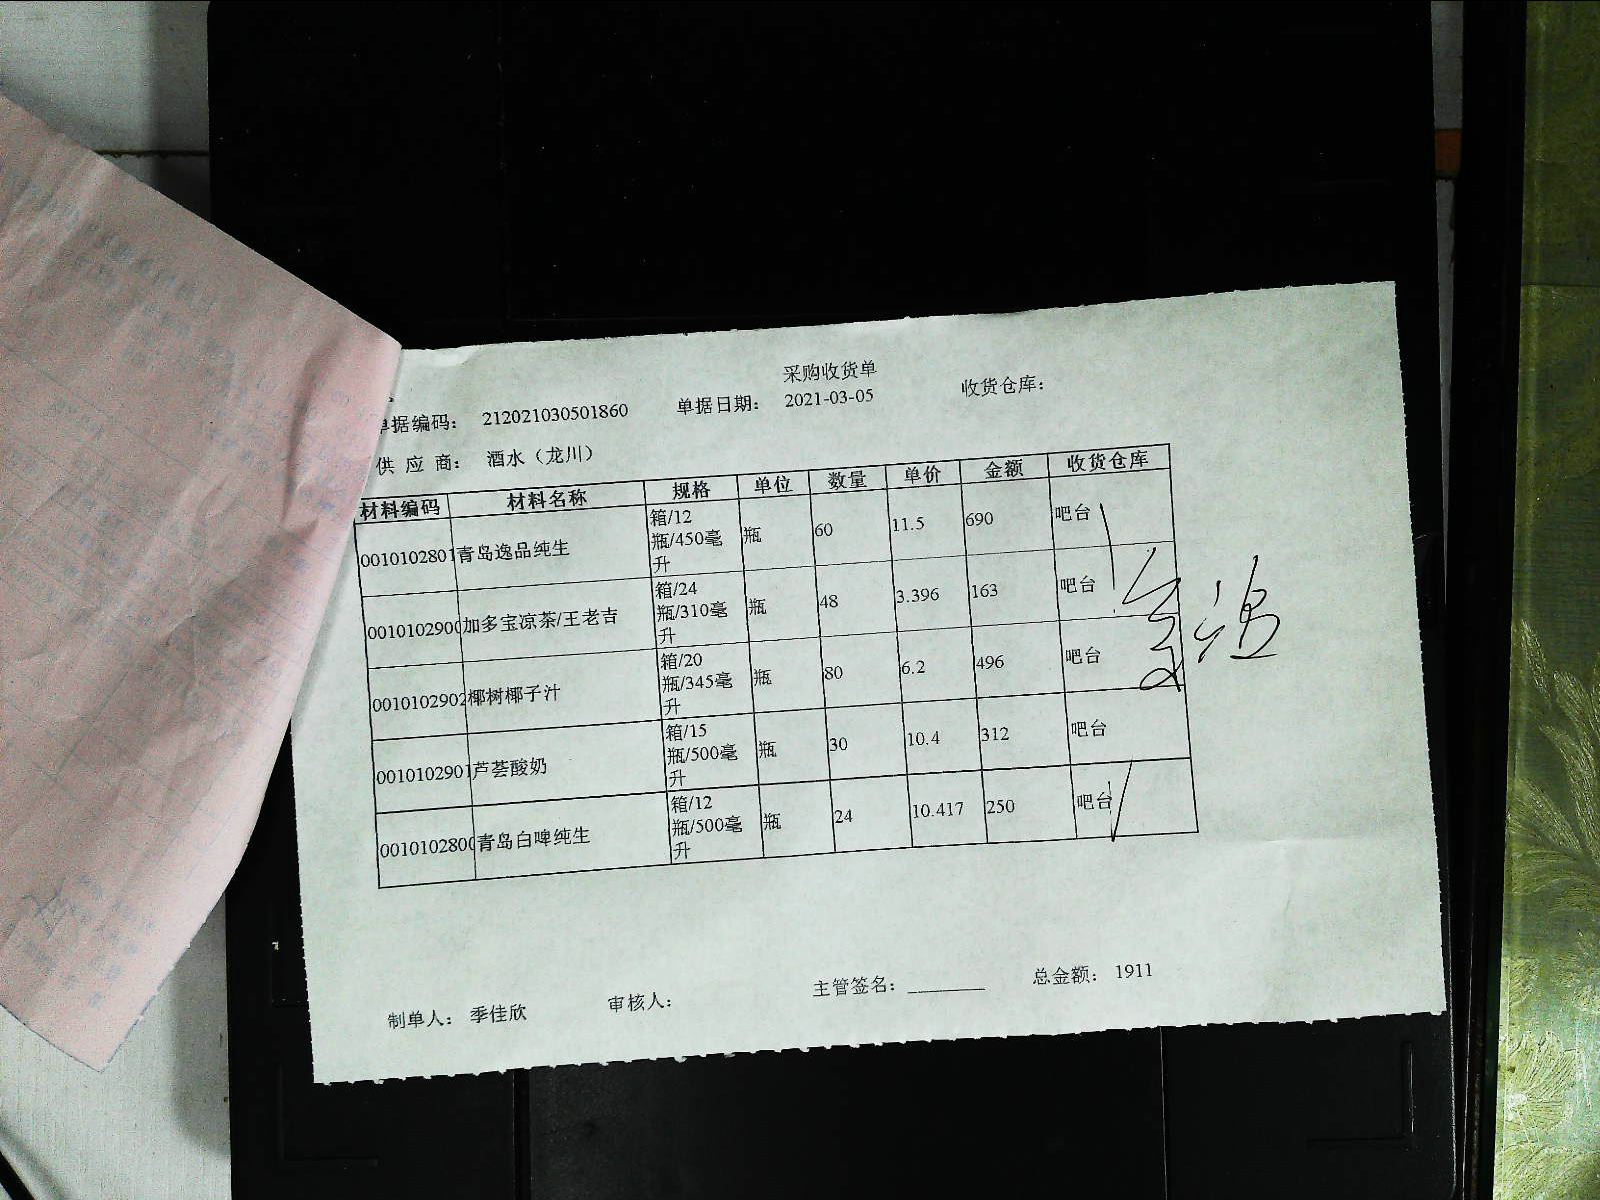 采购收货单
单据编码： 212021030501860 单据日期： 2021-03-05 收货仓库：
供 应 商： 酒水（龙川）
材料编码 材料名称 规格 单位 数量 单价 金额 收货仓库
0010102801 青岛逸品纯生 箱/12瓶/450毫升 瓶 60 11.5 690 吧台
001010290 加多宝凉茶/王老吉 箱/24瓶/310毫升 瓶 48 3.396 163 吧台
0010102902 椰树椰子汁 箱/20瓶/345毫升 瓶 80 6.2 496 吧台
0010102901 芦荟酸奶 箱/15瓶/500毫升 瓶 30 10.4 312 吧台
001010280 青岛白啤纯生 箱/12瓶/500毫升 瓶 24 10.417 250 吧台
制单人： 季佳欣 审核人： 主管签名：________ 总金额： 1911